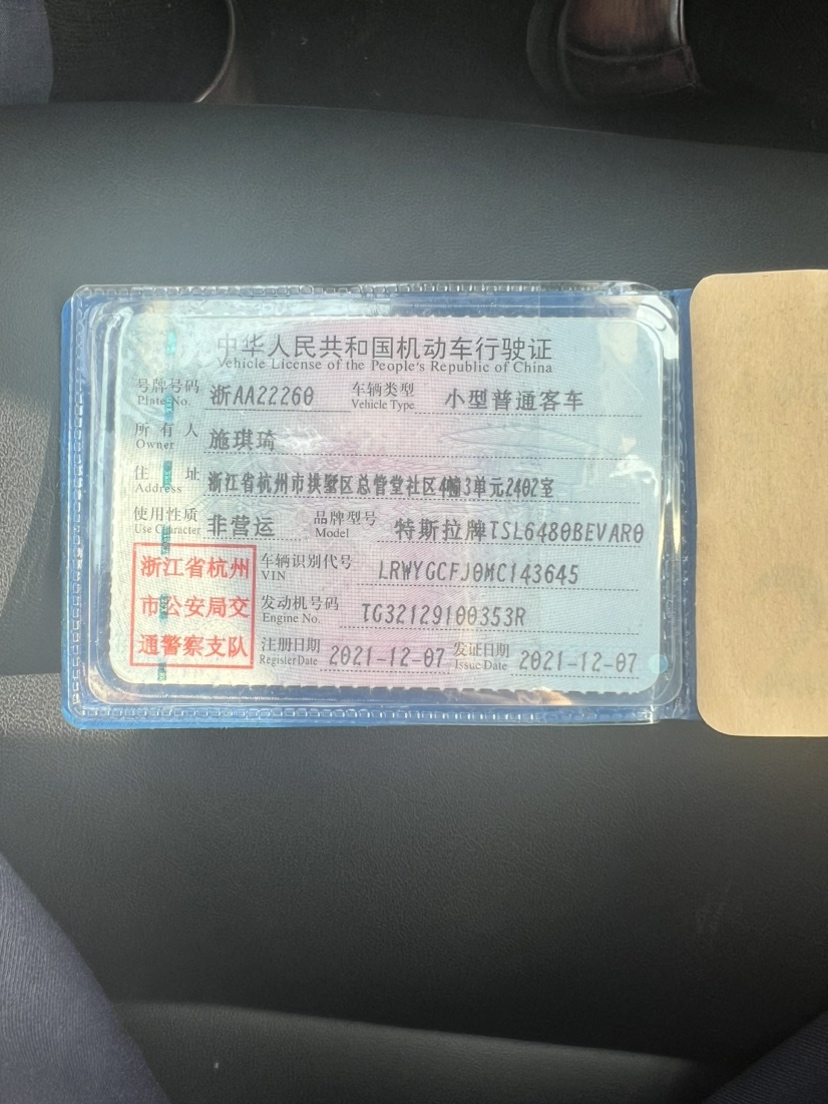 中华人民共和国机动车行驶证
Vehicle License of the People's Republic of China
号牌号码 浙AA22260 车辆类型 小型普通客车
Plate No. Vehicle Type
所有人 施琪琦
Owner
住址 浙江省杭州市拱墅区总管堂社区4幢3单元2402室
Address
使用性质 非营运 品牌型号 特斯拉牌TSL6480BEVAR0
Use Character Model
浙江省杭州
市公安局交
通警察支队
车辆识别代号 LRWYGCFJ0MC143645
VIN
发动机号码 TG32129100353R
Engine No.
注册日期 2021-12-07 发证日期 2021-12-07
Register Date Issue Date